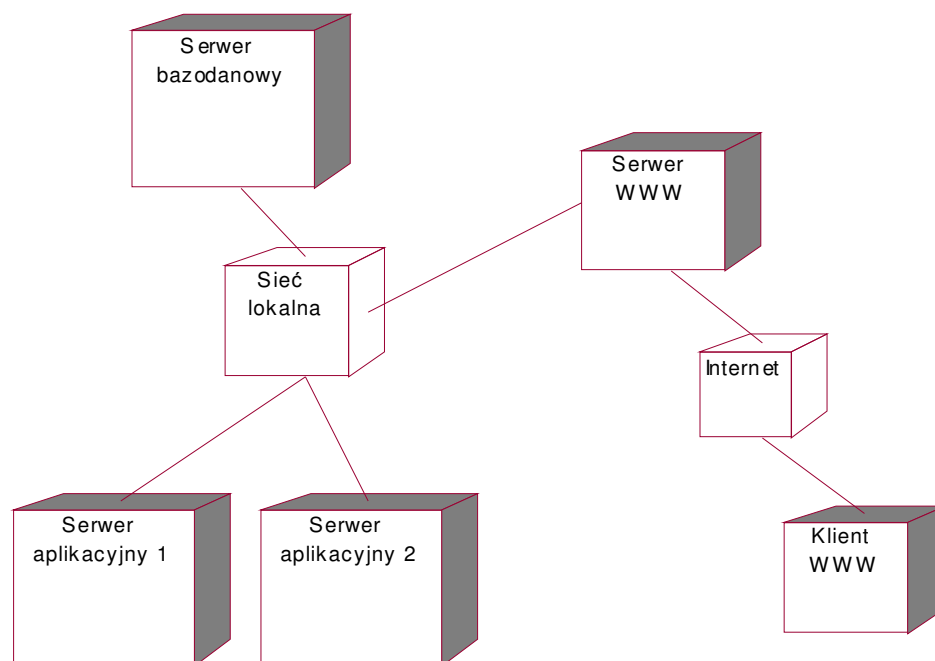 Serwer
bazodanowy
Serwer
WWW
Sieć
lokalna
Internet
Serwer
aplikacyjny 1
Serwer
aplikacyjny 2
Klient
WWW